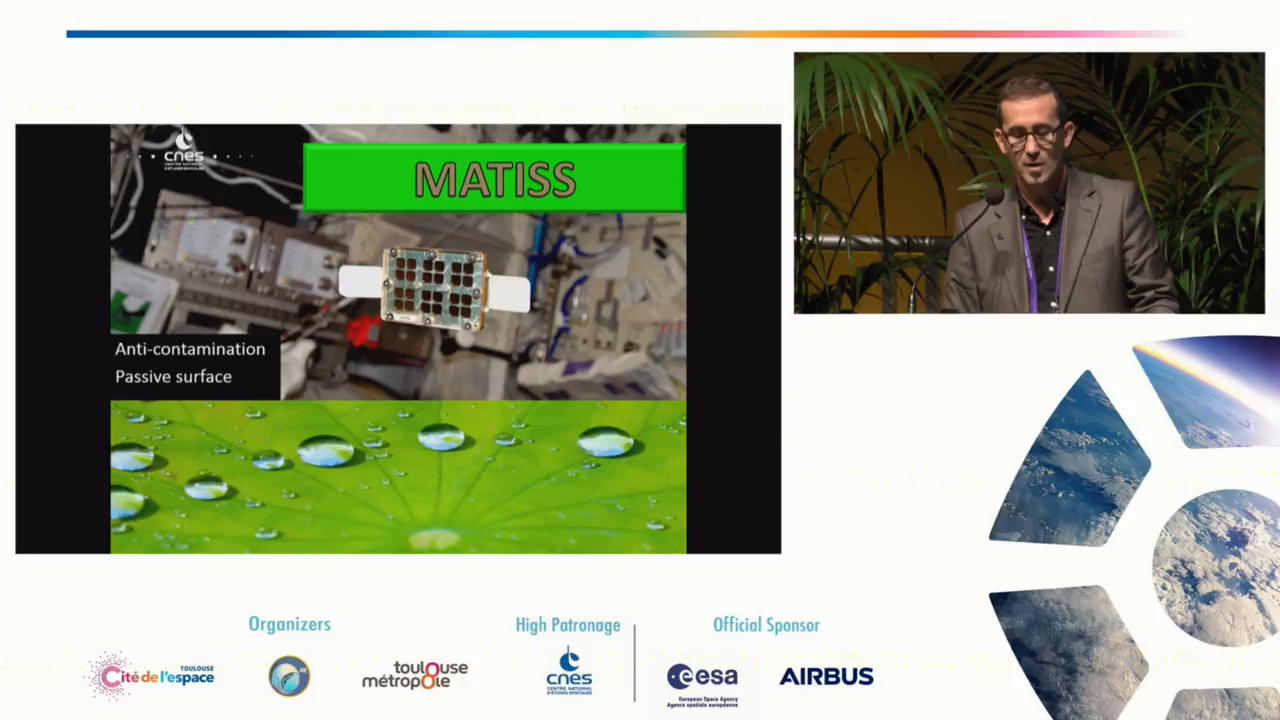 cnes
CENTRE NATIONAL
D'ÉTUDES SPATIALES
MATISS
Anti-contamination
Passive surface
Organizers
High Patronage
Official Sponsor
TOULOUSE
Cité de l'espace
toulouse
métropole
cnes
CENTRE NATIONAL
D'ÉTUDES SPATIALES
esa
European Space Agency
Agence spatiale européenne
AIRBUS